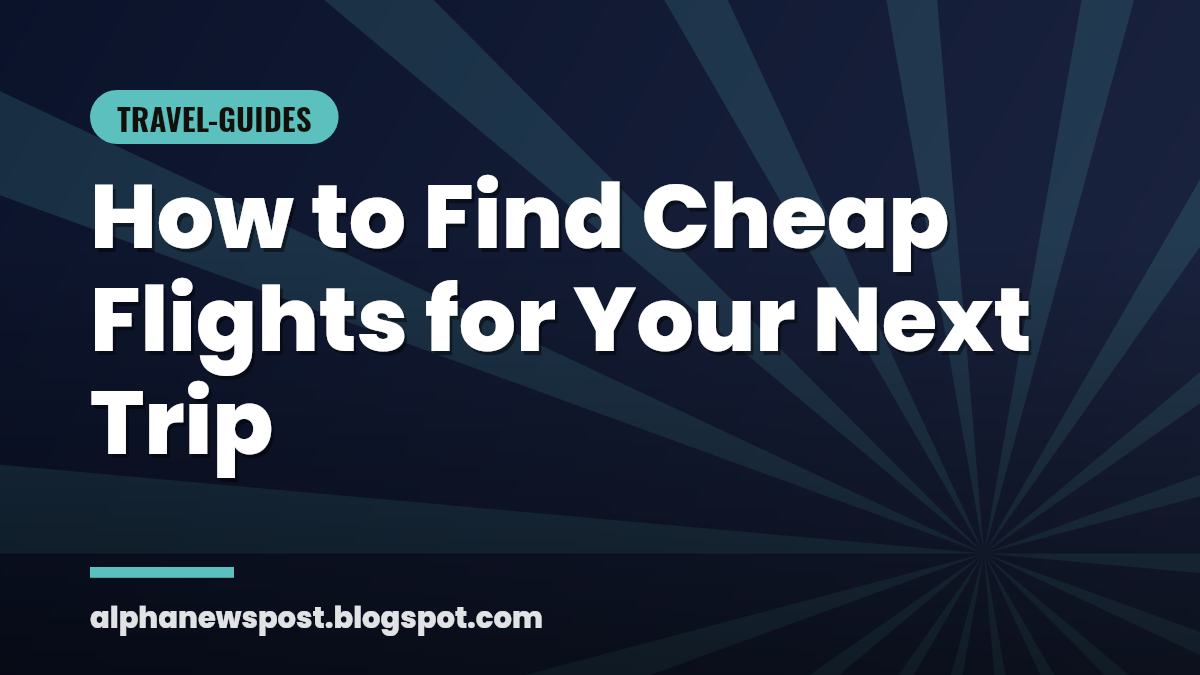 TRAVEL-GUIDES
How to Find Cheap
Flights for Your Next
Trip
alphanewspost.blogspot.com